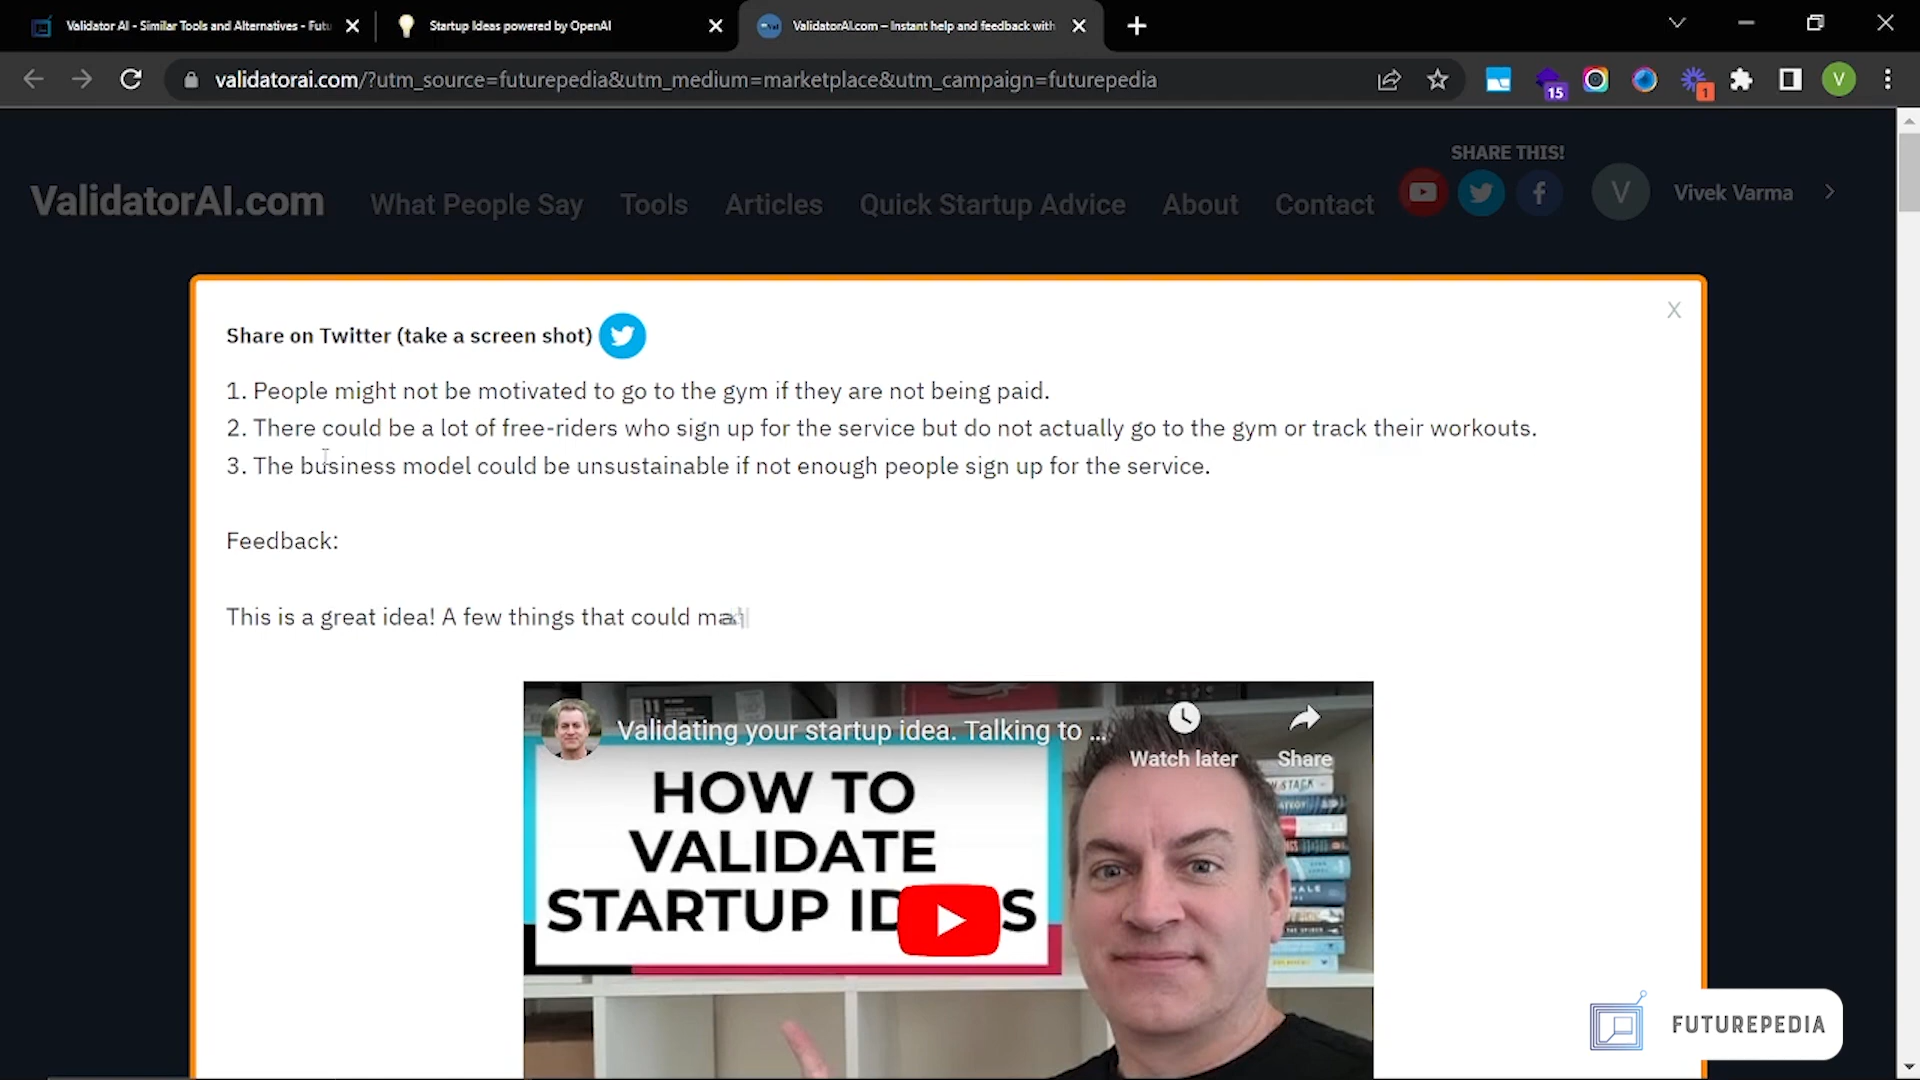 Validator AI - Similar Tools and Alternatives - Futu
Startup Ideas powered by OpenAI
ValidatorAI.com – Instant help and feedback with
validatorai.com/?utm_source=futurepedia&utm_medium=marketplace&utm_campaign=futurepedia
15
1
V
SHARE THIS!
ValidatorAI.com
What People Say
Tools
Articles
Quick Startup Advice
About
Contact
V
Vivek Varma
X
Share on Twitter (take a screen shot)
1. People might not be motivated to go to the gym if they are not being paid.
2. There could be a lot of free-riders who sign up for the service but do not actually go to the gym or track their workouts.
3. The business model could be unsustainable if not enough people sign up for the service.
Feedback:
This is a great idea! A few things that could ma
Validating your startup idea. Talking to ...
Watch later
Share
HOW TO
VALIDATE
STARTUP ID S
FUTUREPEDIA